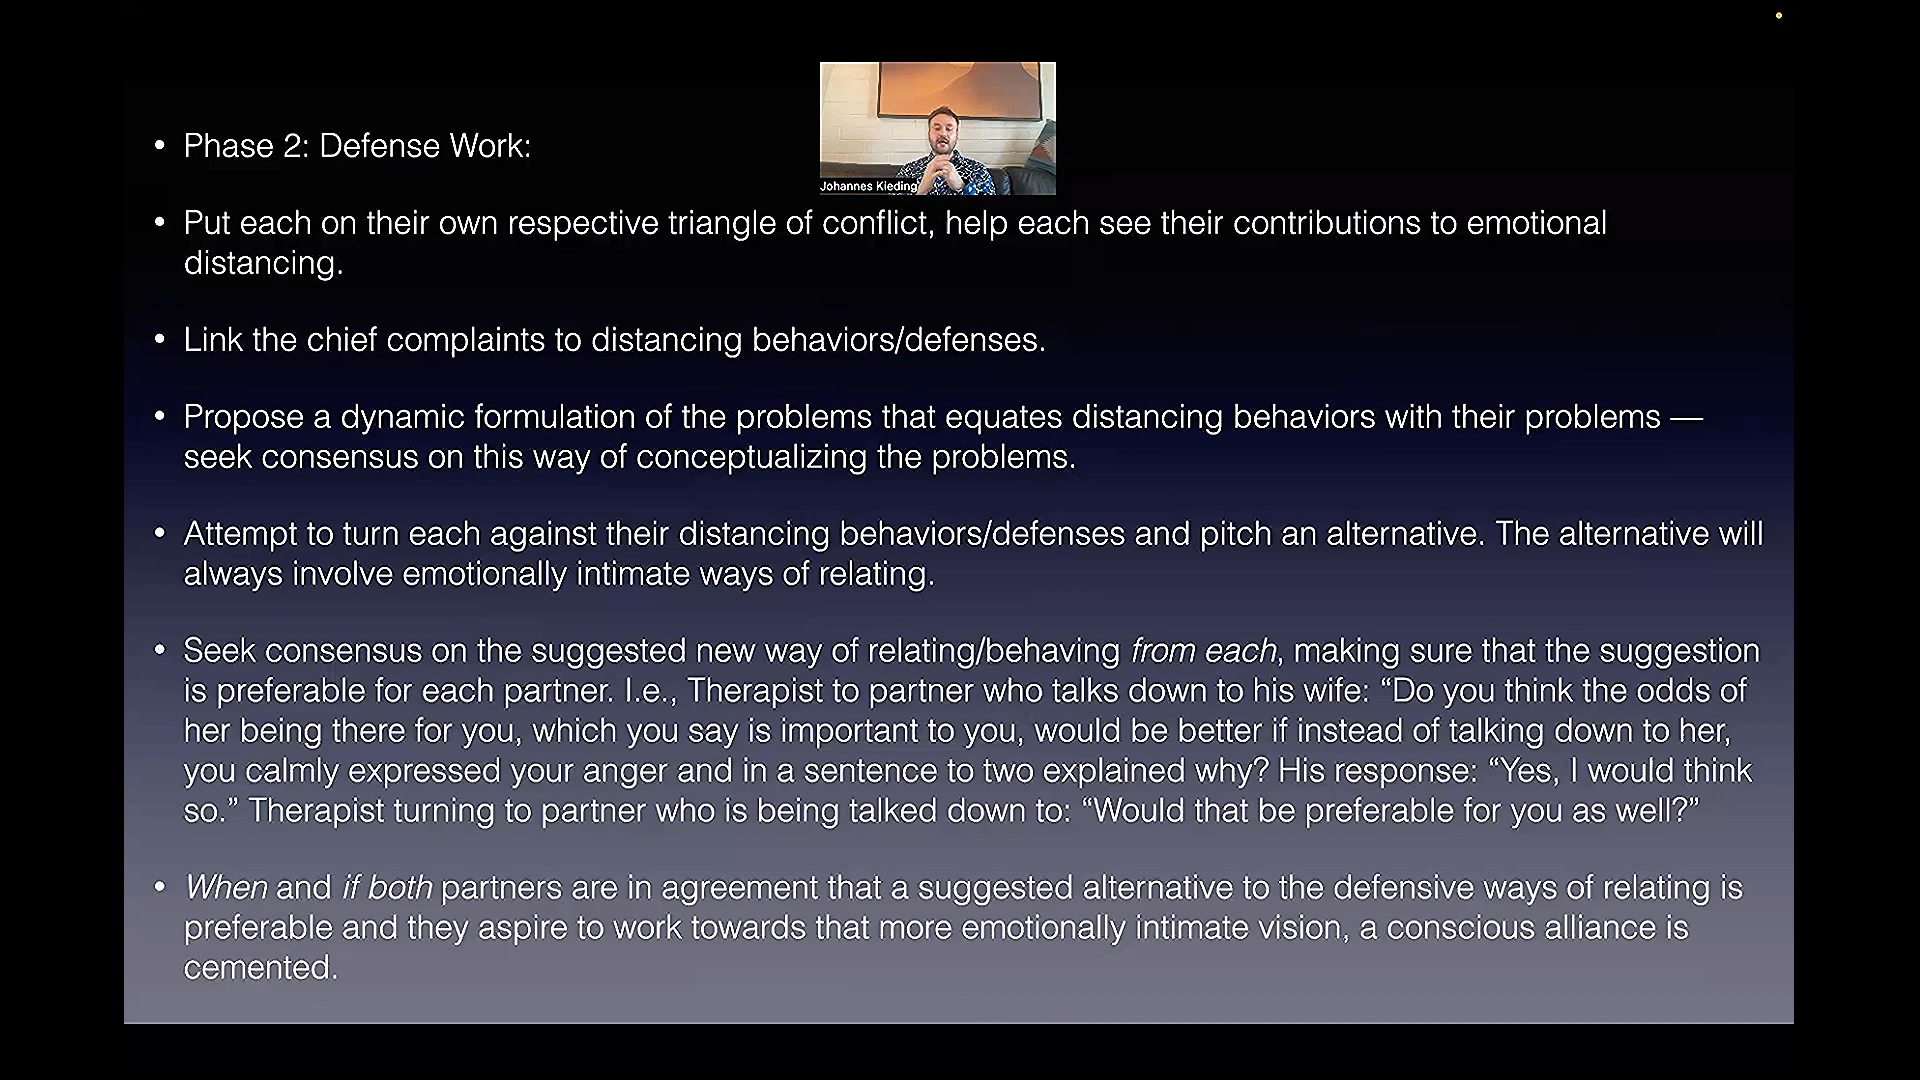 Johannes Kieding
• Phase 2: Defense Work:
• Put each on their own respective triangle of conflict, help each see their contributions to emotional
distancing.
• Link the chief complaints to distancing behaviors/defenses.
• Propose a dynamic formulation of the problems that equates distancing behaviors with their problems —
seek consensus on this way of conceptualizing the problems.
• Attempt to turn each against their distancing behaviors/defenses and pitch an alternative. The alternative will
always involve emotionally intimate ways of relating.
• Seek consensus on the suggested new way of relating/behaving from each, making sure that the suggestion
is preferable for each partner. I.e., Therapist to partner who talks down to his wife: “Do you think the odds of
her being there for you, which you say is important to you, would be better if instead of talking down to her,
you calmly expressed your anger and in a sentence to two explained why? His response: “Yes, I would think
so.” Therapist turning to partner who is being talked down to: “Would that be preferable for you as well?”
• When and if both partners are in agreement that a suggested alternative to the defensive ways of relating is
preferable and they aspire to work towards that more emotionally intimate vision, a conscious alliance is
cemented.